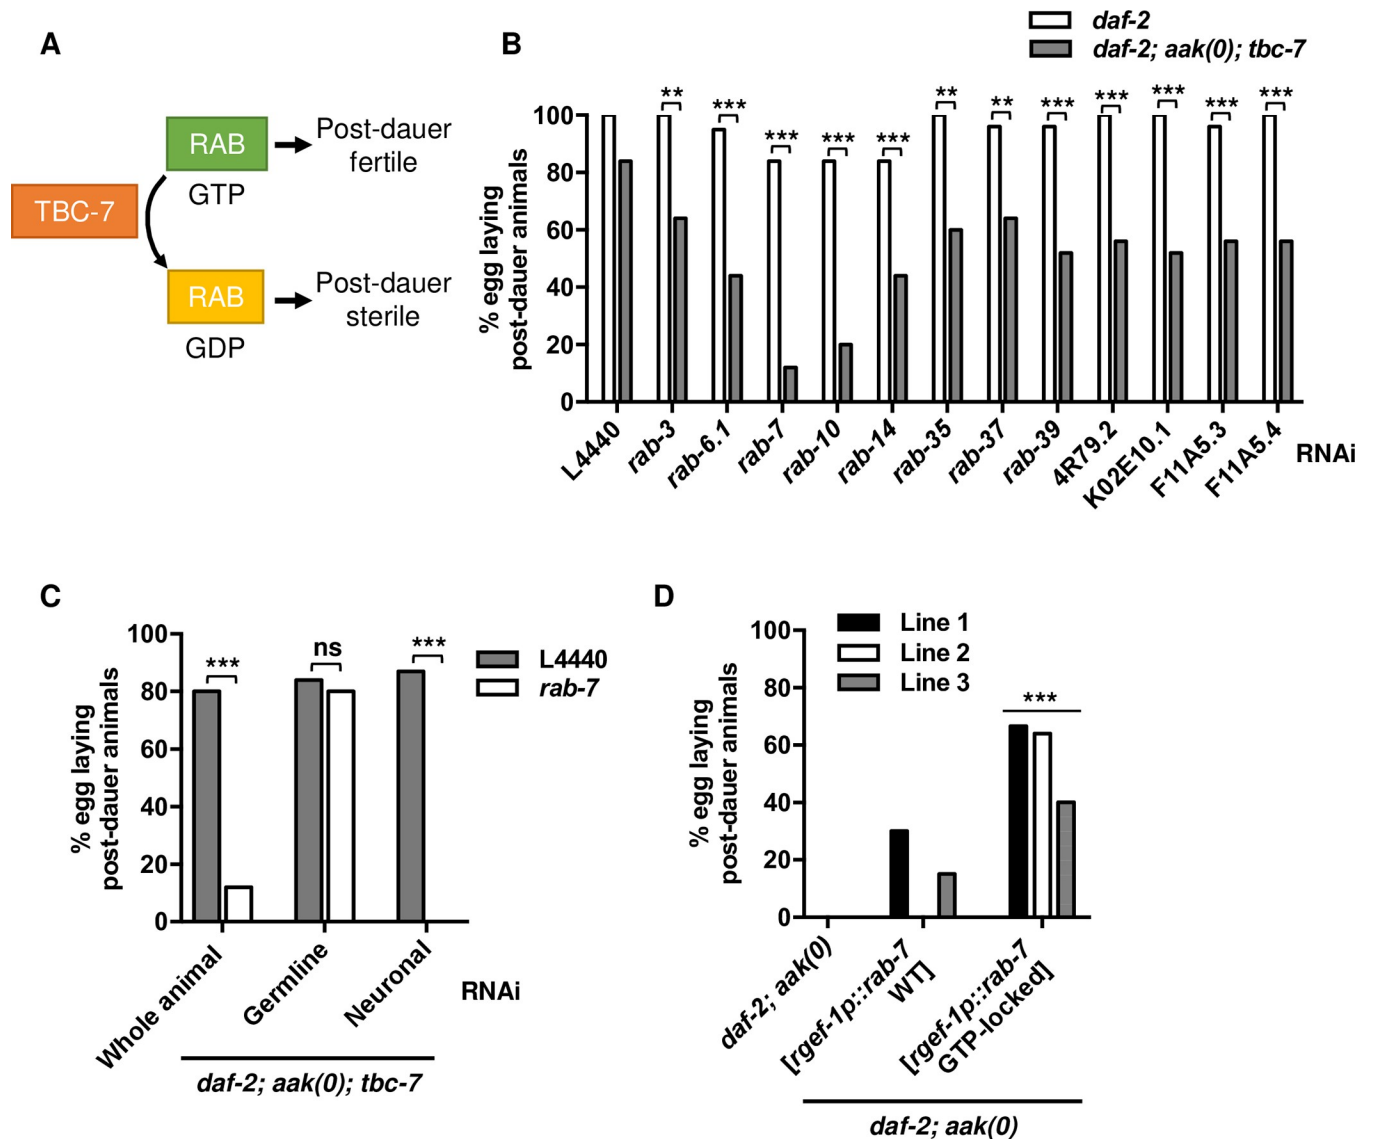 A
RAB
GTP
Post-dauer
fertile
TBC-7
RAB
GDP
Post-dauer
sterile
B
daf-2
daf-2; aak(0); tbc-7
% egg laying
post-dauer animals
100
80
60
40
20
0
**
***
***
***
***
**
**
***
***
***
***
***
L4440
rab-3
rab-6.1
rab-7
rab-10
rab-14
rab-35
rab-37
rab-39
4R79.2
K02E10.1
F11A5.3
F11A5.4
RNAi
C
% egg laying
post-dauer animals
100
80
60
40
20
0
***
ns
***
L4440
rab-7
Whole animal
Germline
Neuronal
RNAi
daf-2; aak(0); tbc-7
D
Line 1
Line 2
Line 3
% egg laying
post-dauer animals
100
80
60
40
20
0
***
daf-2; aak(0)
[rgef-1p::rab-7
WT]
[rgef-1p::rab-7
GTP-locked]
daf-2; aak(0)